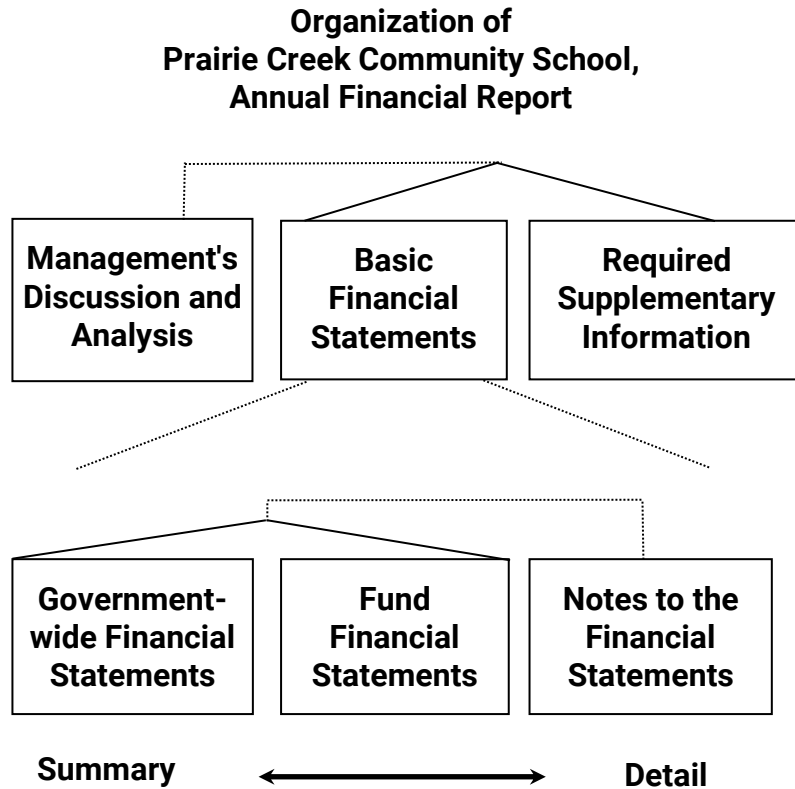 Organization of
Prairie Creek Community School,
Annual Financial Report
Management's
Discussion and
Analysis
Basic
Financial
Statements
Required
Supplementary
Information
Government-
wide Financial
Statements
Fund
Financial
Statements
Notes to the
Financial
Statements
Summary
Detail